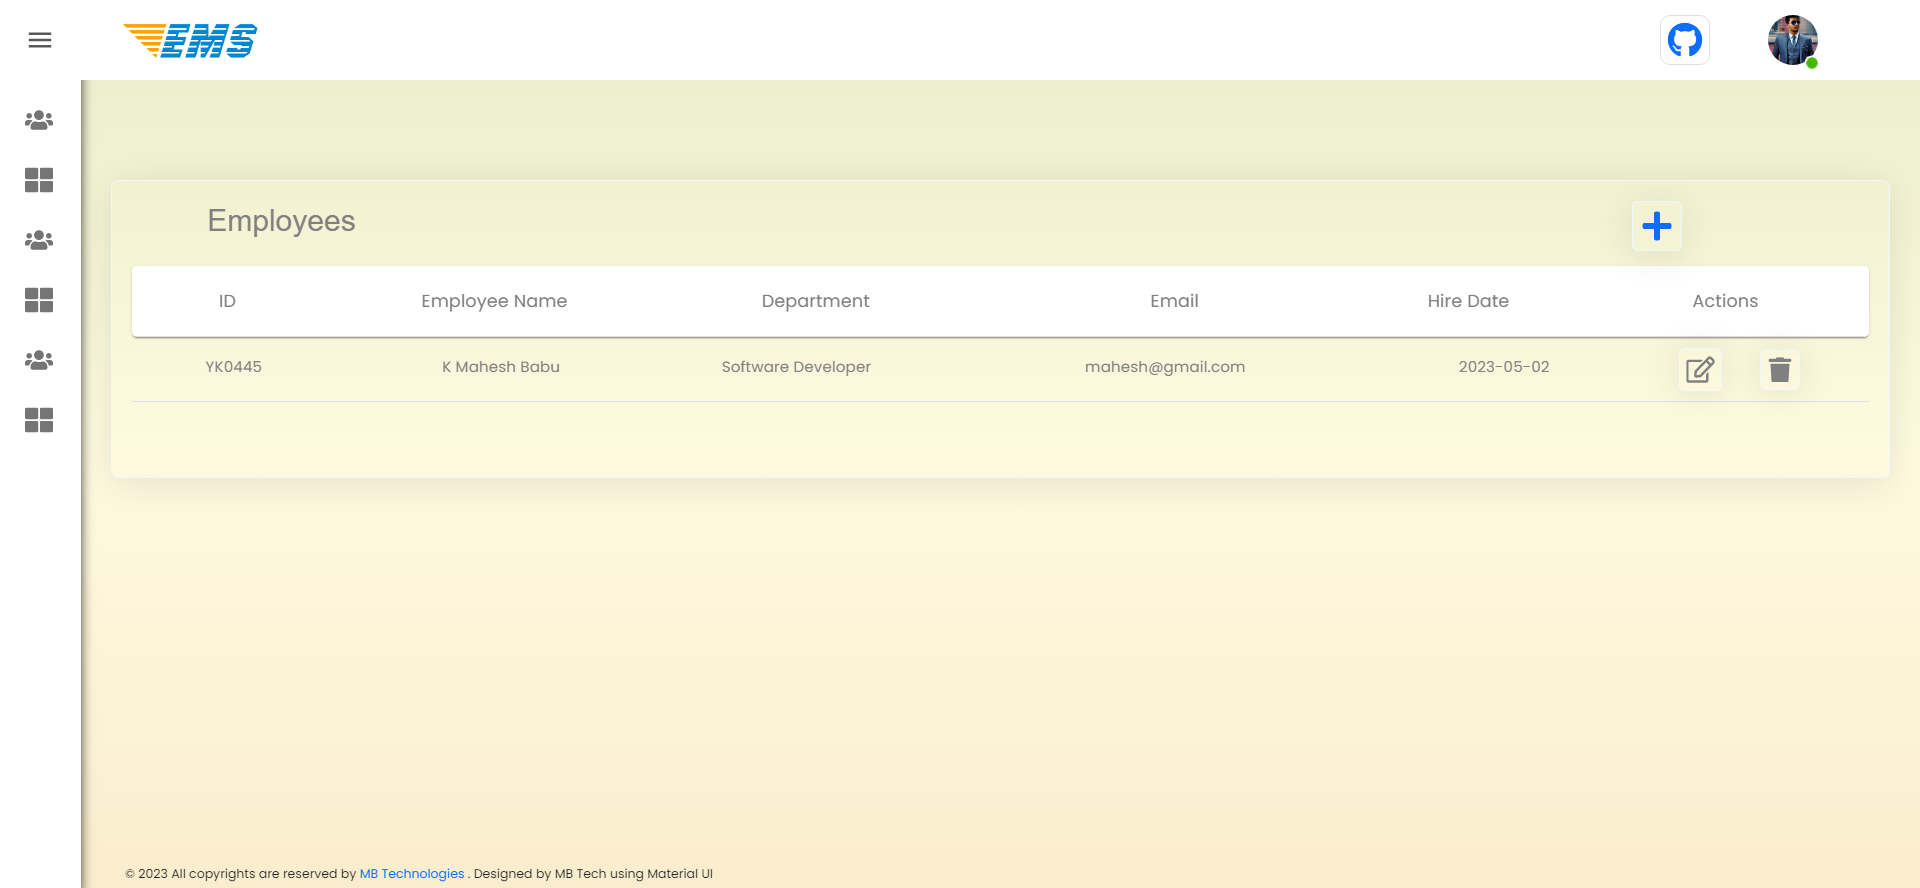 EMS
Employees
ID Employee Name Department Email Hire Date Actions
YK0445 K Mahesh Babu Software Developer mahesh@gmail.com 2023-05-02
© 2023 All copyrights are reserved by MB Technologies . Designed by MB Tech using Material UI